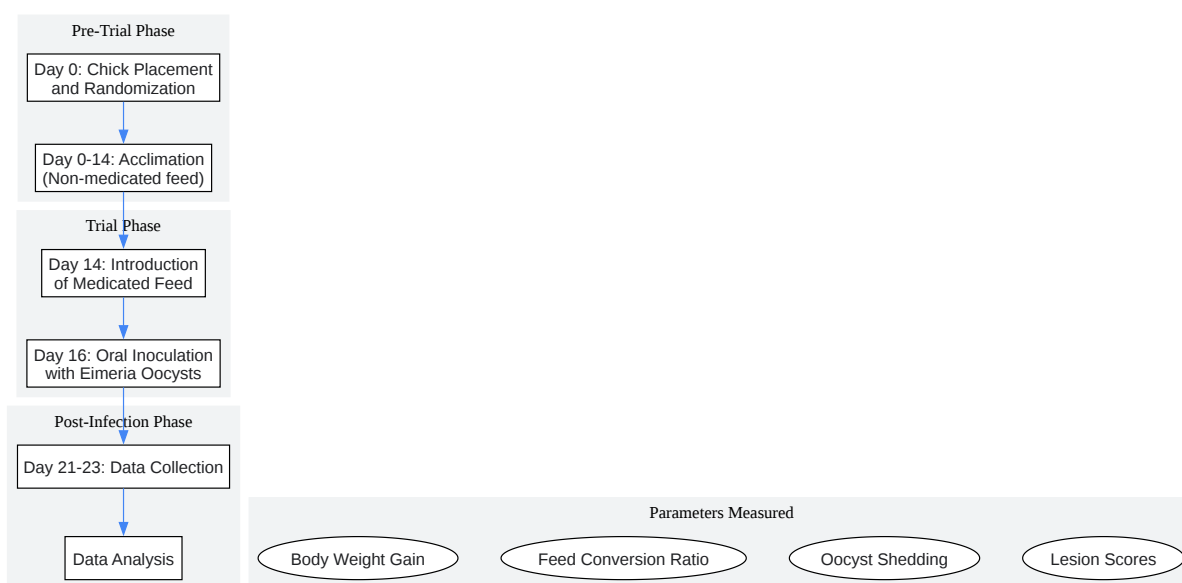 Pre-Trial Phase
Day 0: Chick Placement
and Randomization
Day 0-14: Acclimation
(Non-medicated feed)
Trial Phase
Day 14: Introduction
of Medicated Feed
Day 16: Oral Inoculation
with Eimeria Oocysts
Post-Infection Phase
Day 21-23: Data Collection
Data Analysis
Parameters Measured
Body Weight Gain
Feed Conversion Ratio
Oocyst Shedding
Lesion Scores